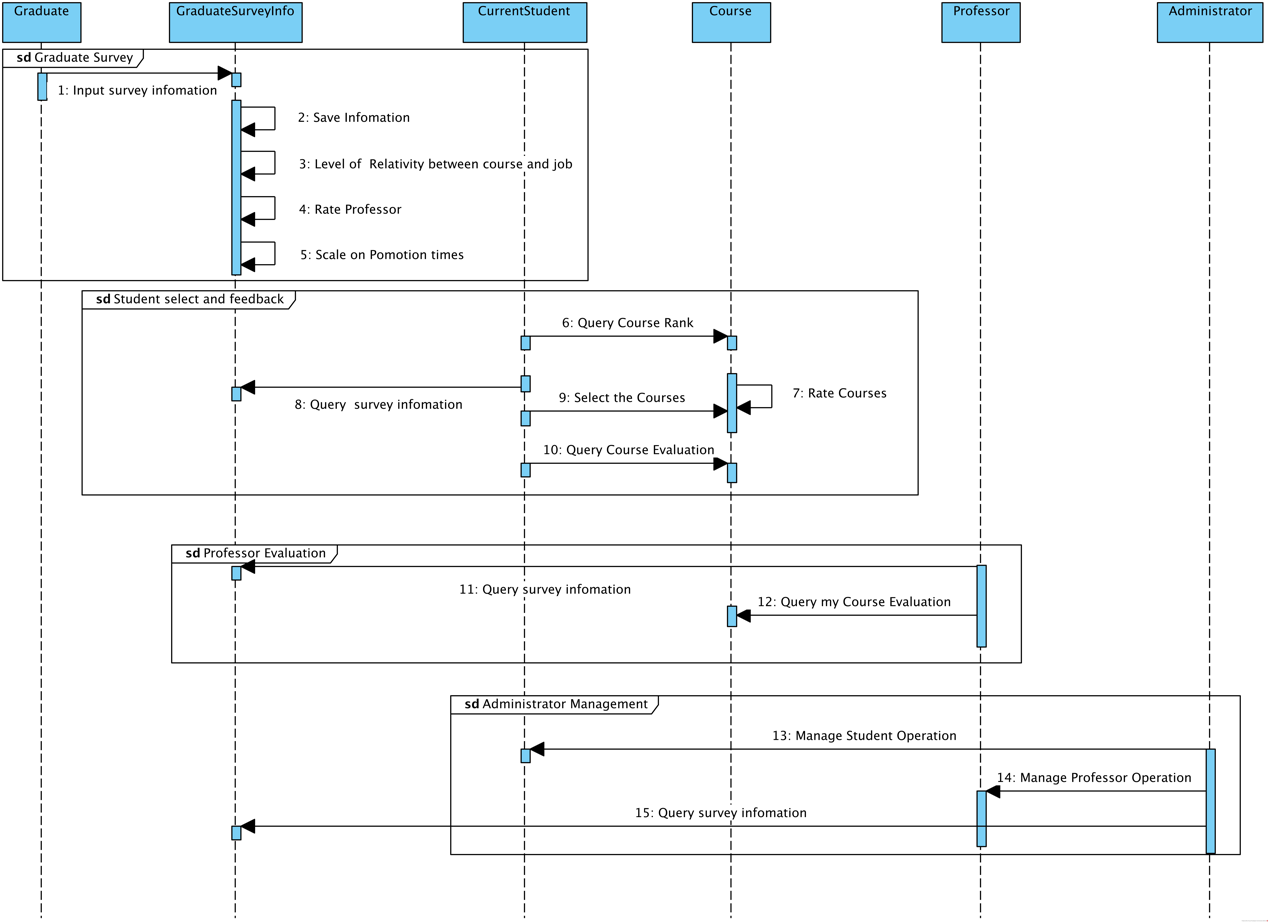 Graduate
GraduateSurveyInfo
CurrentStudent
Course
Professor
Administrator
sd Graduate Survey
1: Input survey infomation
2: Save Infomation
3: Level of  Relativity between course and job
4: Rate Professor
5: Scale on Pomotion times
sd Student select and feedback
6: Query Course Rank
7: Rate Courses
8: Query  survey infomation
9: Select the Courses
10: Query Course Evaluation
sd Professor Evaluation
11: Query survey infomation
12: Query my Course Evaluation
sd Administrator Management
13: Manage Student Operation
14: Manage Professor Operation
15: Query survey infomation